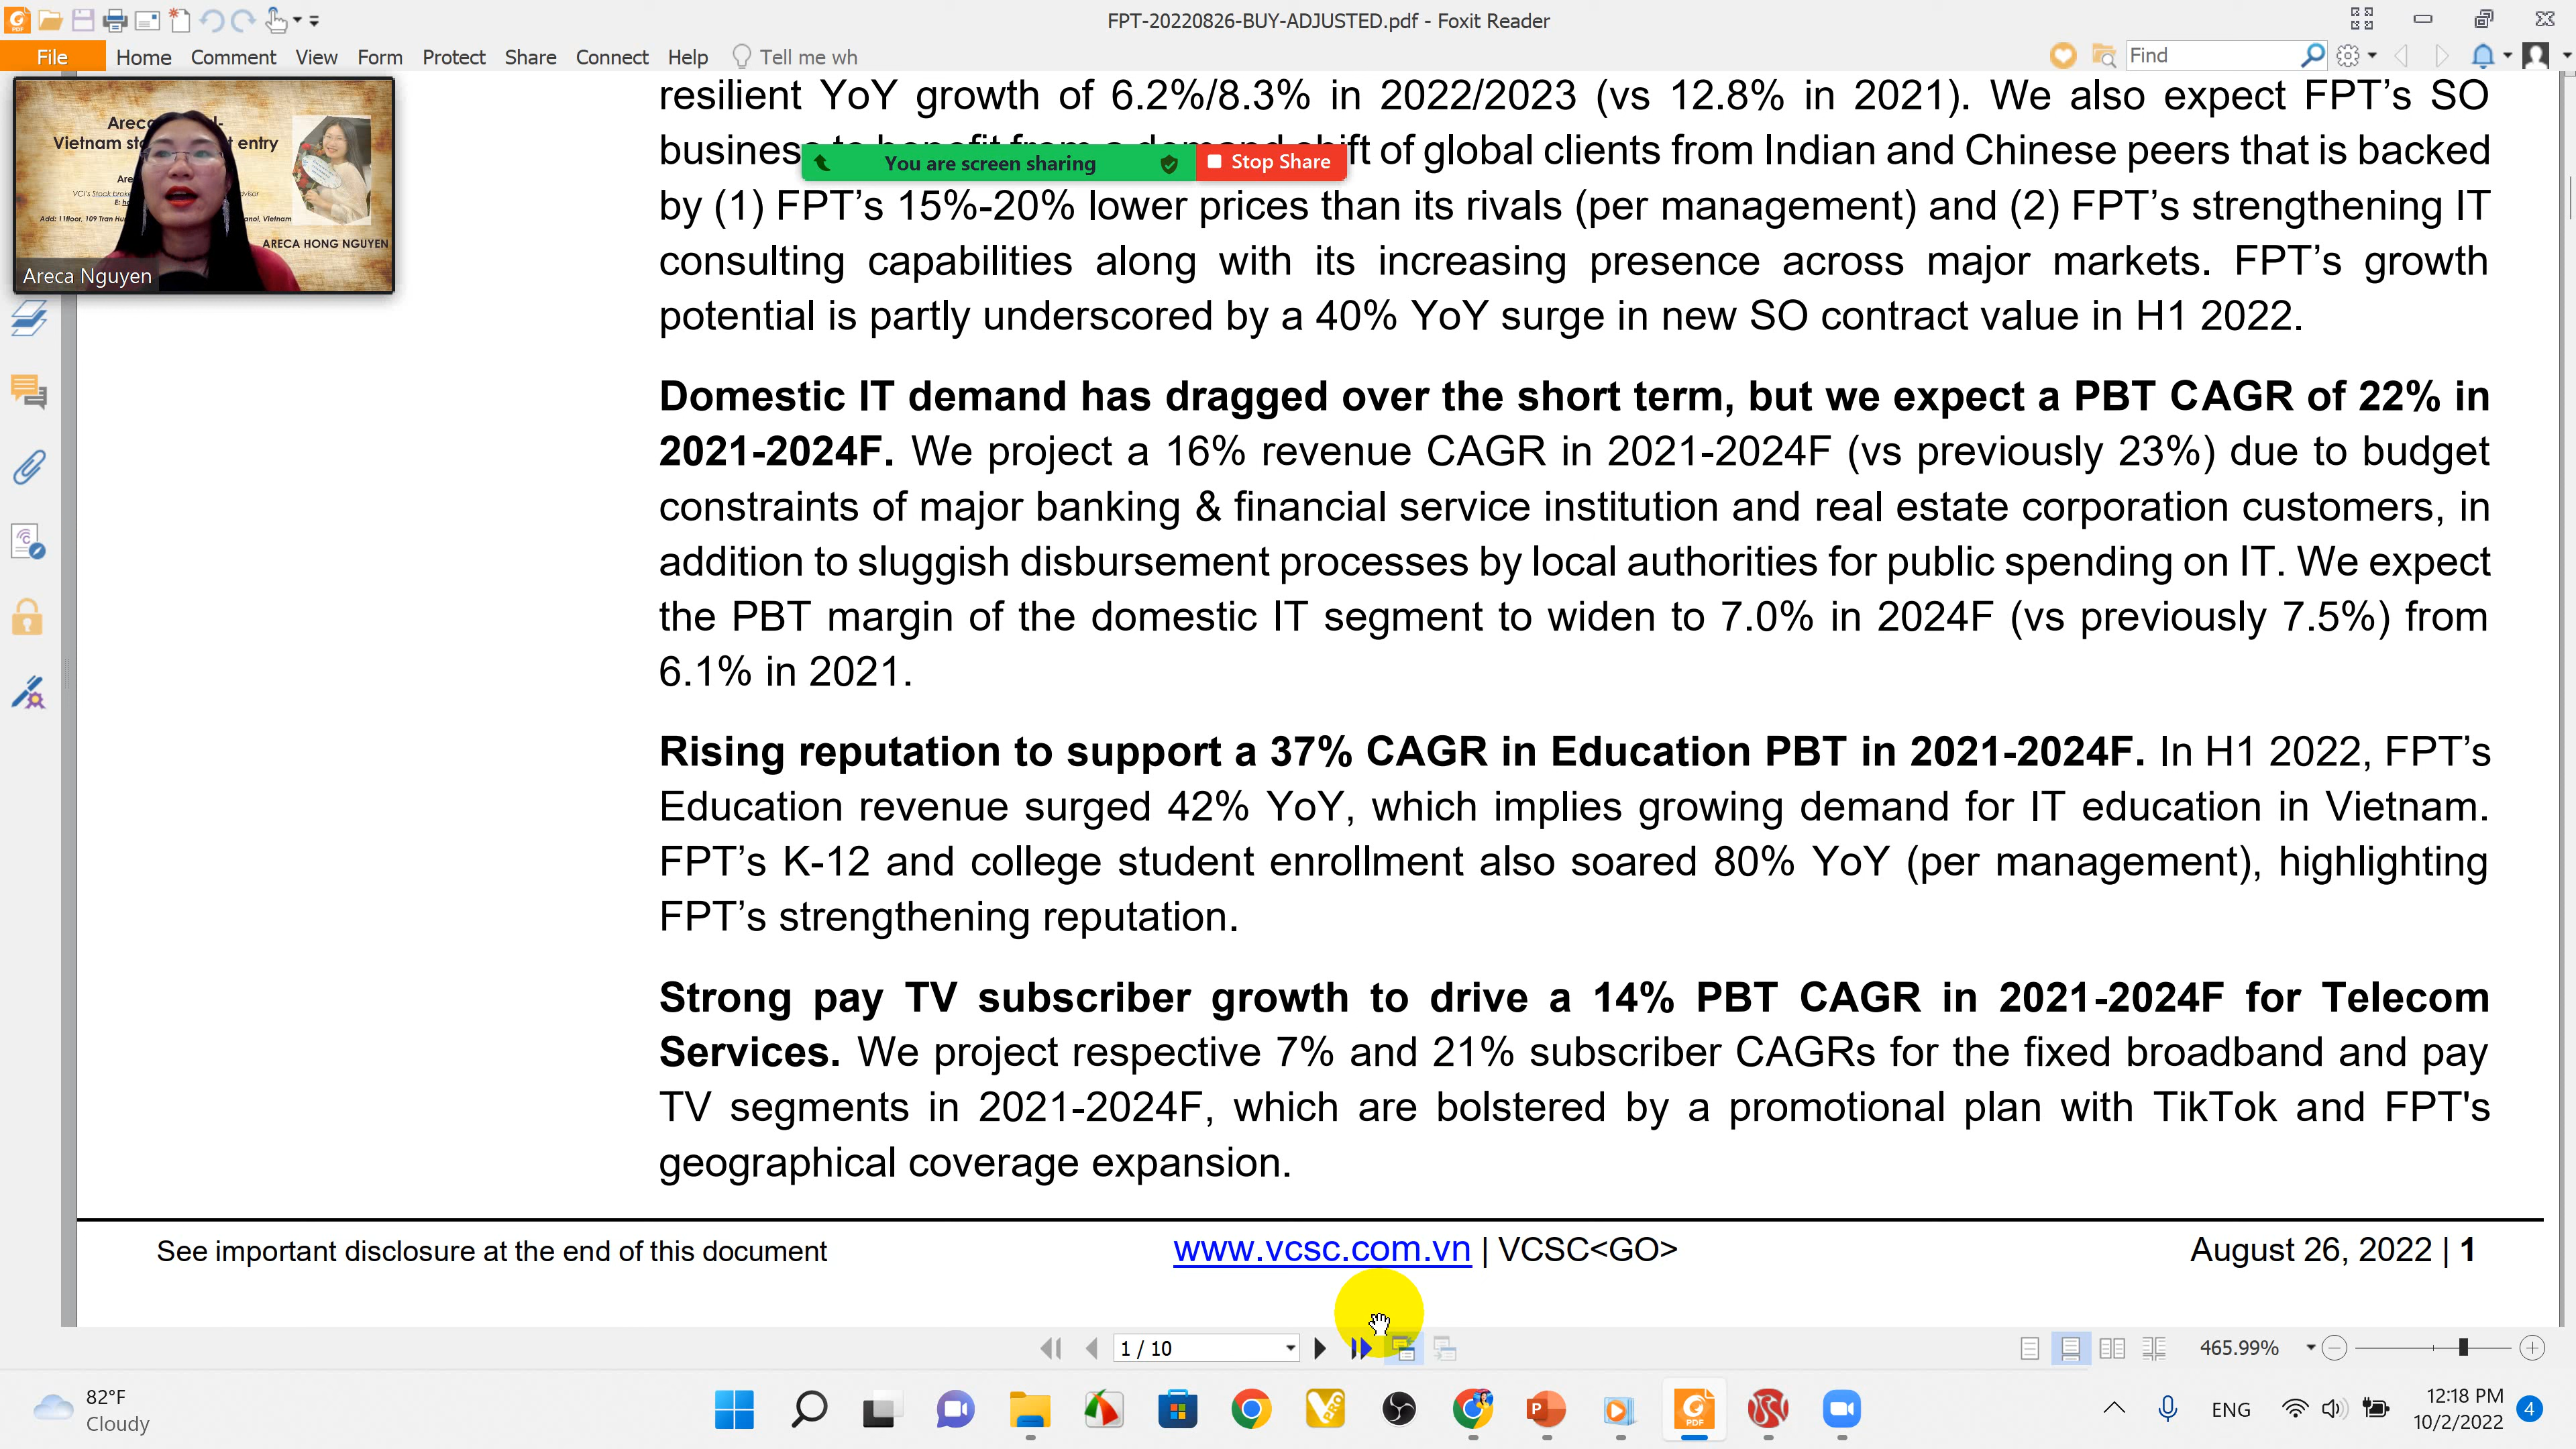 FPT-20220826-BUY-ADJUSTED.pdf - Foxit Reader
File Home Comment View Form Protect Share Connect Help Tell me wh
Find
Vietnam entry
ARECA HONG NGUYEN
Areca Nguyen
resilient YoY growth of 6.2%/8.3% in 2022/2023 (vs 12.8% in 2021). We also expect FPT’s SO
business to benefit from a demand shift of global clients from Indian and Chinese peers that is backed
You are screen sharing
Stop Share
by (1) FPT’s 15%-20% lower prices than its rivals (per management) and (2) FPT’s strengthening IT
consulting capabilities along with its increasing presence across major markets. FPT’s growth
potential is partly underscored by a 40% YoY surge in new SO contract value in H1 2022.
Domestic IT demand has dragged over the short term, but we expect a PBT CAGR of 22% in
2021-2024F. We project a 16% revenue CAGR in 2021-2024F (vs previously 23%) due to budget
constraints of major banking & financial service institution and real estate corporation customers, in
addition to sluggish disbursement processes by local authorities for public spending on IT. We expect
the PBT margin of the domestic IT segment to widen to 7.0% in 2024F (vs previously 7.5%) from
6.1% in 2021.
Rising reputation to support a 37% CAGR in Education PBT in 2021-2024F. In H1 2022, FPT’s
Education revenue surged 42% YoY, which implies growing demand for IT education in Vietnam.
FPT’s K-12 and college student enrollment also soared 80% YoY (per management), highlighting
FPT’s strengthening reputation.
Strong pay TV subscriber growth to drive a 14% PBT CAGR in 2021-2024F for Telecom
Services. We project respective 7% and 21% subscriber CAGRs for the fixed broadband and pay
TV segments in 2021-2024F, which are bolstered by a promotional plan with TikTok and FPT's
geographical coverage expansion.
See important disclosure at the end of this document www.vcsc.com.vn | VCSC<GO> August 26, 2022 | 1
1 / 10
465.99%
82°F
Cloudy
ENG
12:18 PM
10/2/2022
4